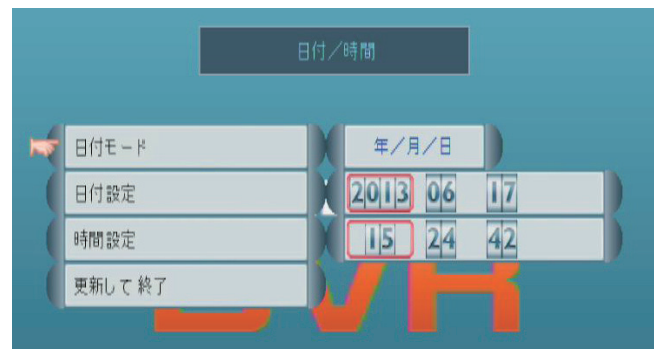 日付／時間
日付モード 年／月／日
日付設定 2013 06 17
時間設定 15 24 42
更新して終了
DVR